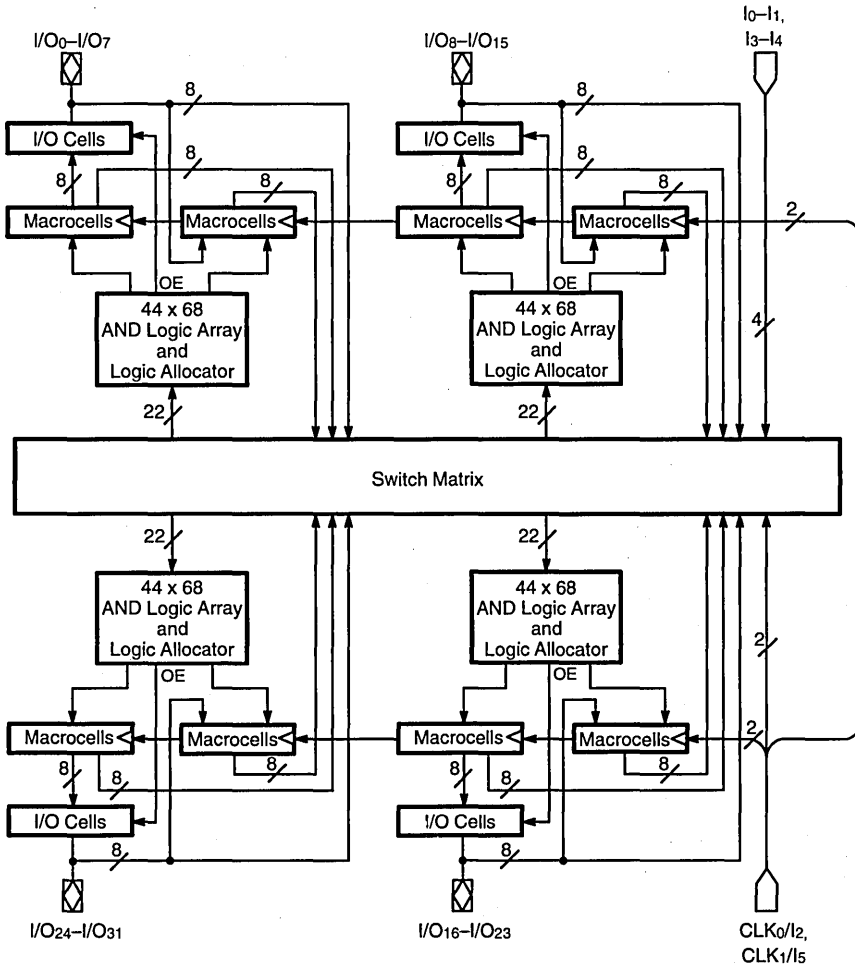 I/O0–I/O7
I/O8–I/O15
I0–I1,
I3–I4
8
8
I/O Cells
I/O Cells
8
8
8
8
8
8
Macrocells
Macrocells
Macrocells
Macrocells
2
OE
OE
44 x 68
AND Logic Array
and
Logic Allocator
44 x 68
AND Logic Array
and
Logic Allocator
4
22
22
Switch Matrix
22
22
44 x 68
AND Logic Array
and
Logic Allocator
44 x 68
AND Logic Array
and
Logic Allocator
2
OE
OE
Macrocells
Macrocells
Macrocells
Macrocells
2
8
8
8
8
8
8
I/O Cells
I/O Cells
8
8
I/O24–I/O31
I/O16–I/O23
CLK0/I2,
CLK1/I5